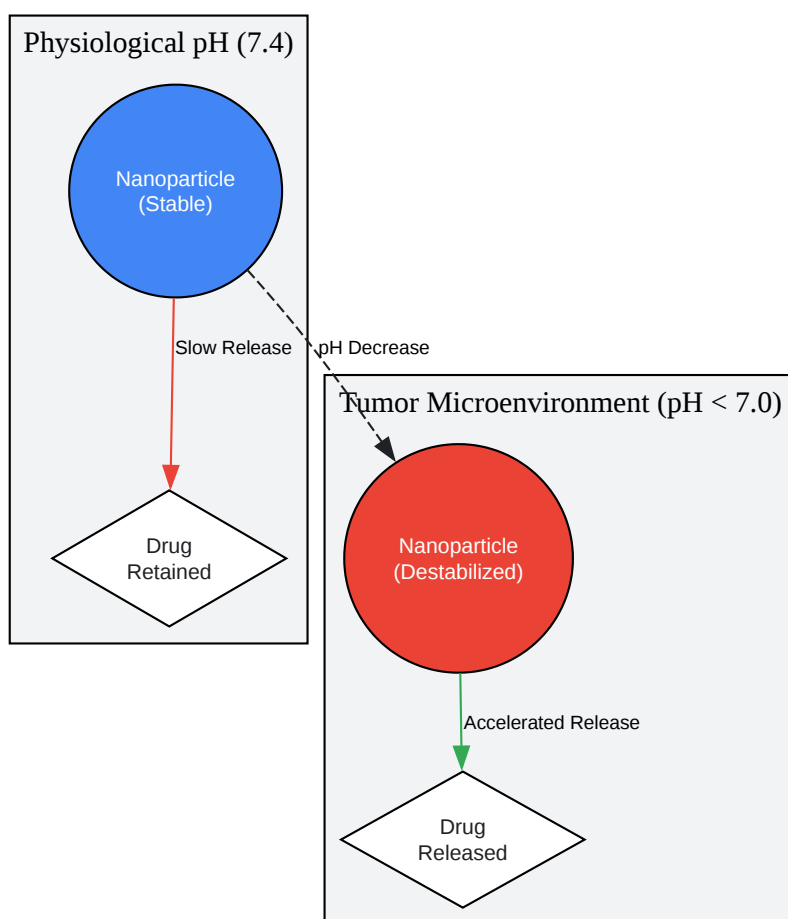 Physiological pH (7.4)
Nanoparticle
(Stable)
Slow Release
pH Decrease
Drug
Retained
Tumor Microenvironment (pH < 7.0)
Nanoparticle
(Destabilized)
Accelerated Release
Drug
Released